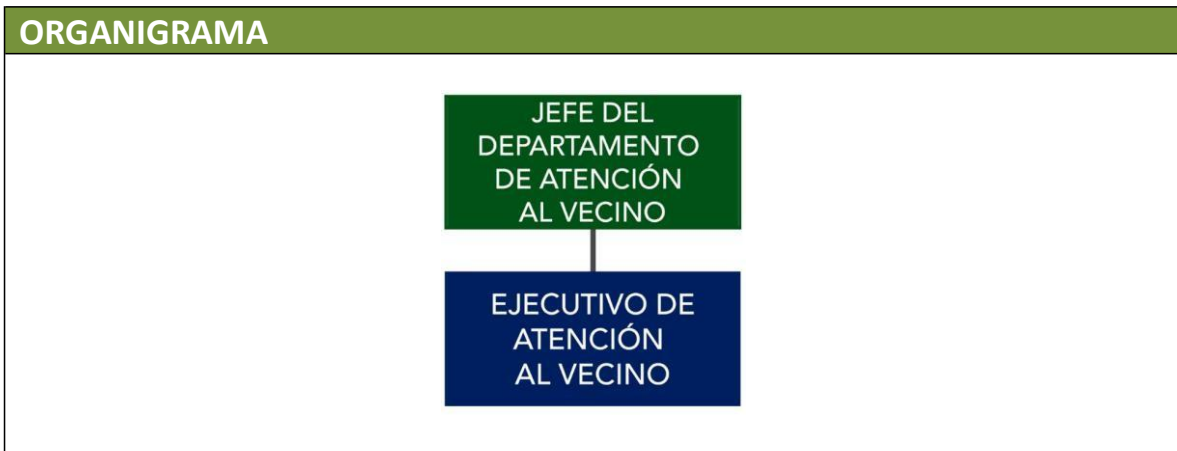 ORGANIGRAMA
JEFE DEL
DEPARTAMENTO
DE ATENCIÓN
AL VECINO
EJECUTIVO DE
ATENCIÓN
AL VECINO